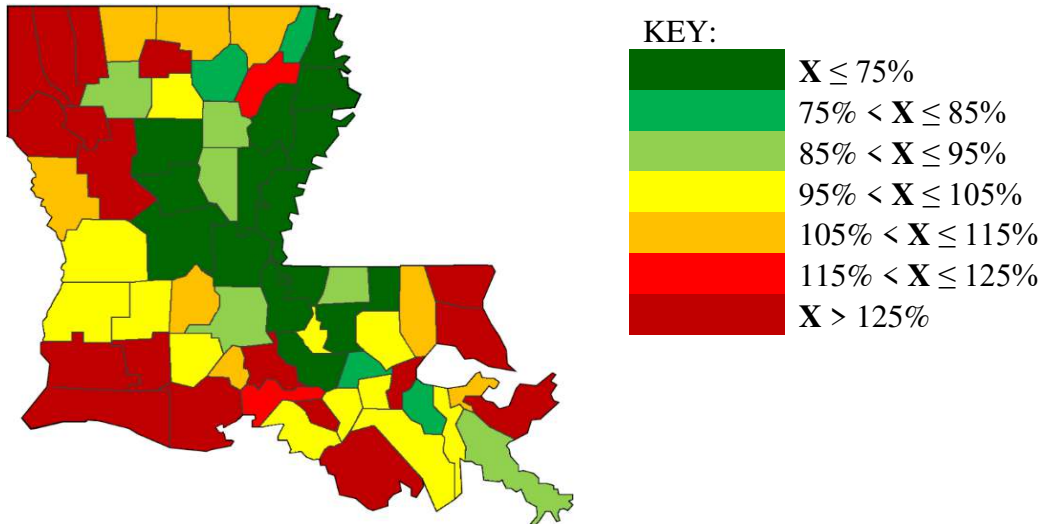 KEY:
X ≤ 75%
75% < X ≤ 85%
85% < X ≤ 95%
95% < X ≤ 105%
105% < X ≤ 115%
115% < X ≤ 125%
X > 125%